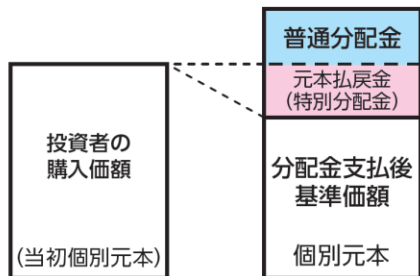 普通分配金
元本払戻金
(特別分配金)
投資者の
購入価額
(当初個別元本)
分配金支払後
基準価額
個別元本